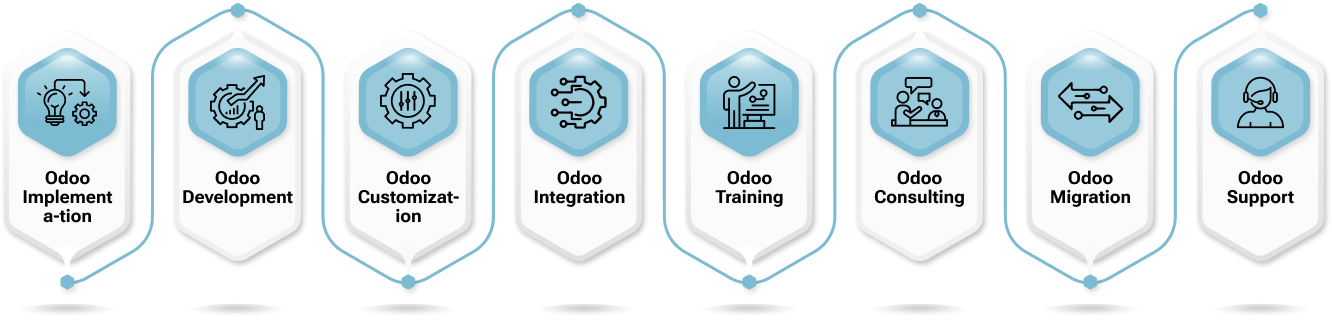 Odoo
Implement
a-tion
Odoo
Development
Odoo
Customizat-
ion
Odoo
Integration
Odoo
Training
Odoo
Consulting
Odoo
Migration
Odoo
Support